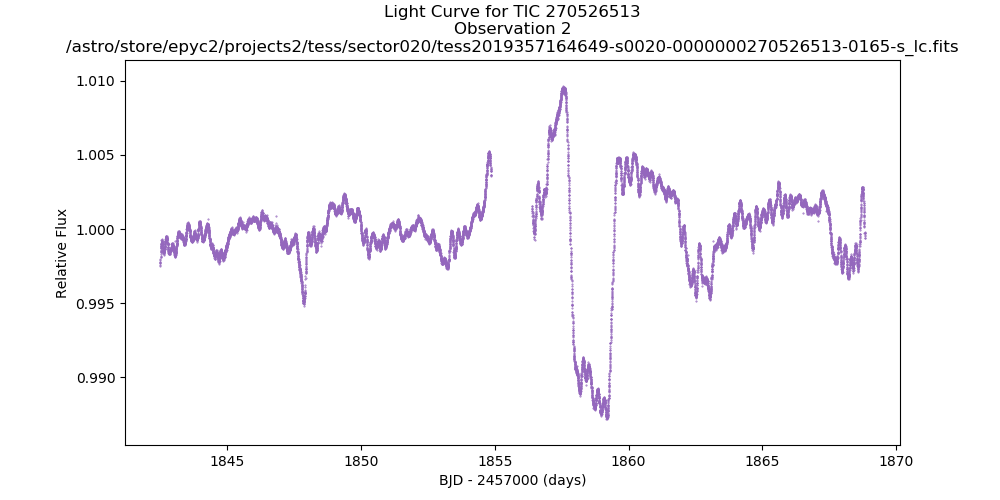 Light Curve for TIC 270526513
Observation 2
/astro/store/epyc2/projects2/tess/sector020/tess2019357164649-s0020-0000000270526513-0165-s_lc.fits
1.010
1.005
1.000
0.995
0.990
Relative Flux
1845
1850
1855
1860
1865
1870
BJD - 2457000 (days)